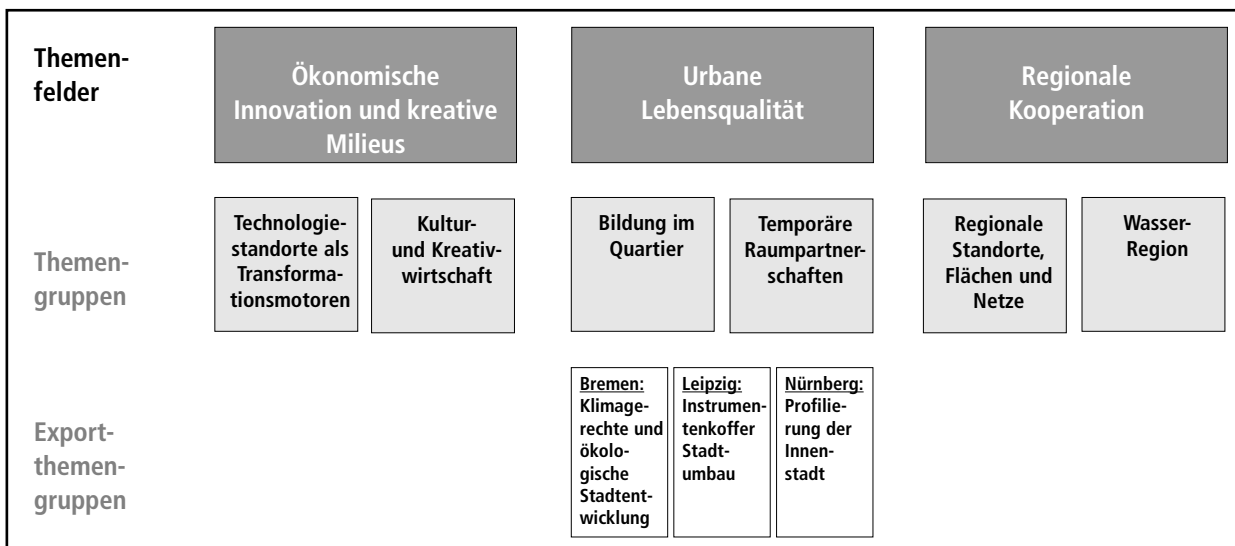 Themen-
felder
Ökonomische
Innovation und kreative
Milieus
Urbane
Lebensqualität
Regionale
Kooperation
Themen-
gruppen
Technologie-
standorte als
Transforma-
tionsmotoren
Kultur-
und Kreativ-
wirtschaft
Bildung im
Quartier
Temporäre
Raumpartner-
schaften
Regionale
Standorte,
Flächen und
Netze
Wasser-
Region
Export-
themen-
gruppen
Bremen:
Klimage-
rechte und
ökolo-
gische
Stadtent-
wicklung
Leipzig:
Instrumen-
tenkoffer
Stadt-
umbau
Nürnberg:
Profilie-
rung der
Innen-
stadt